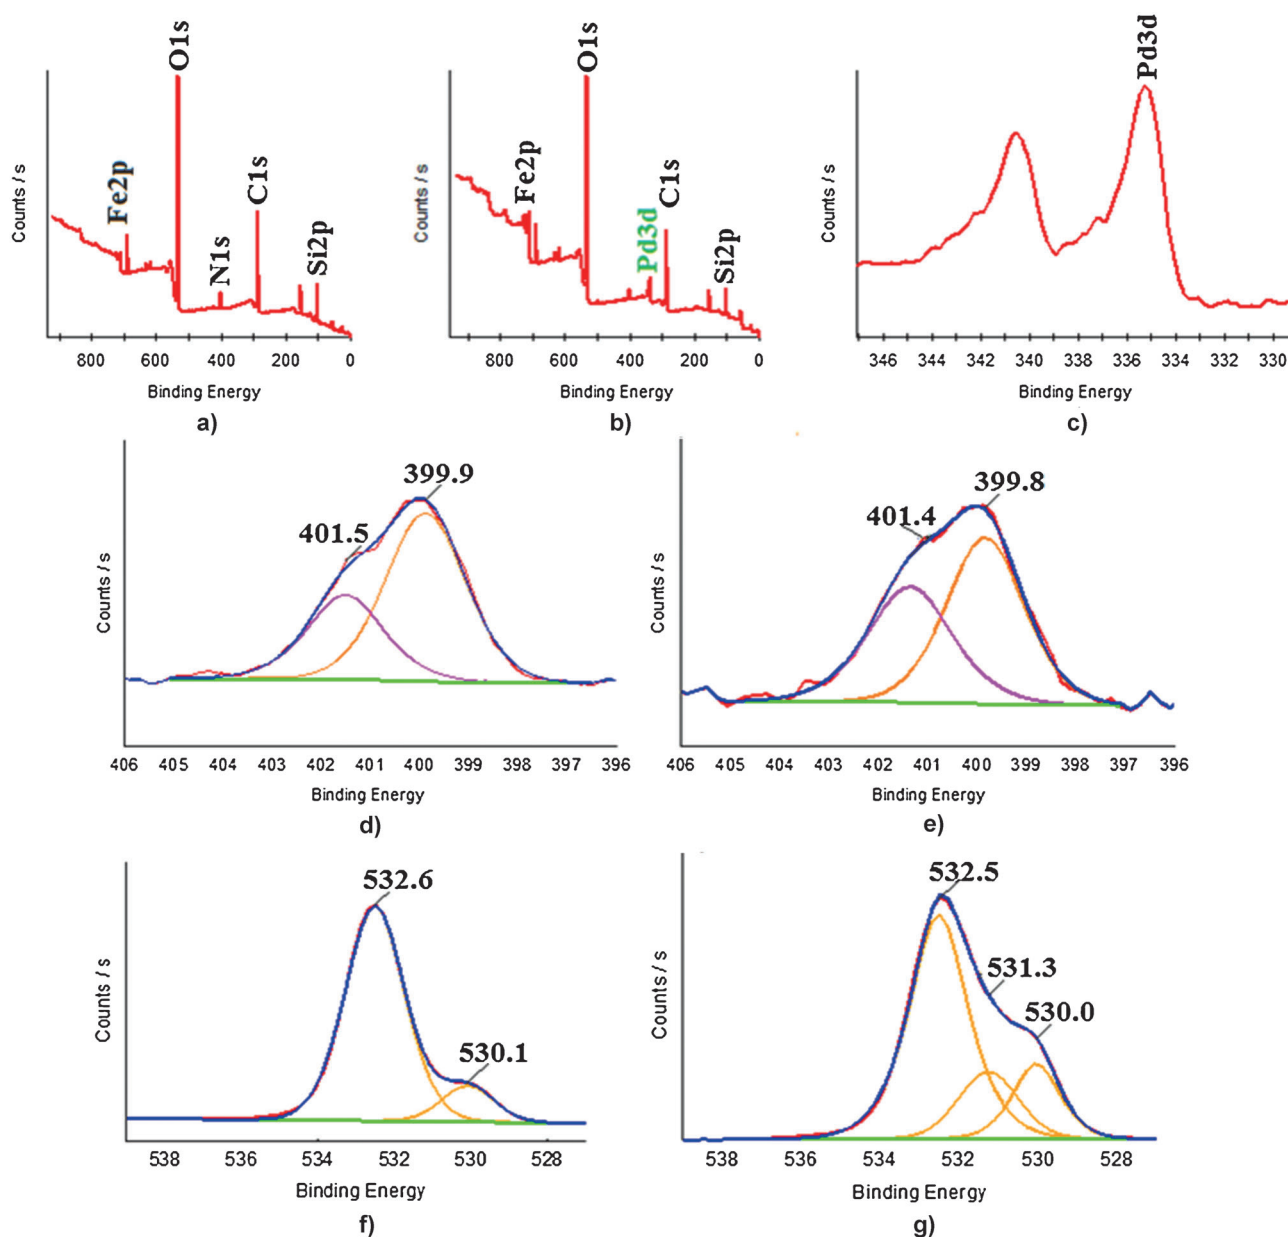 O1s
Fe2p
N1s
C1s
Si2p
Counts / s
800 600 400 200 0
Binding Energy
a)
O1s
Fe2p
Pd3d
C1s
Si2p
Counts / s
800 600 400 200 0
Binding Energy
b)
Pd3d
Counts / s
346 344 342 340 338 336 334 332 330
Binding Energy
c)
399.9
401.5
Counts / s
406 405 404 403 402 401 400 399 398 397 396
Binding Energy
d)
399.8
401.4
Counts / s
406 405 404 403 402 401 400 399 398 397 396
Binding Energy
e)
532.6
530.1
Counts / s
538 536 534 532 530 528
Binding Energy
f)
532.5
531.3
530.0
Counts / s
538 536 534 532 530 528
Binding Energy
g)